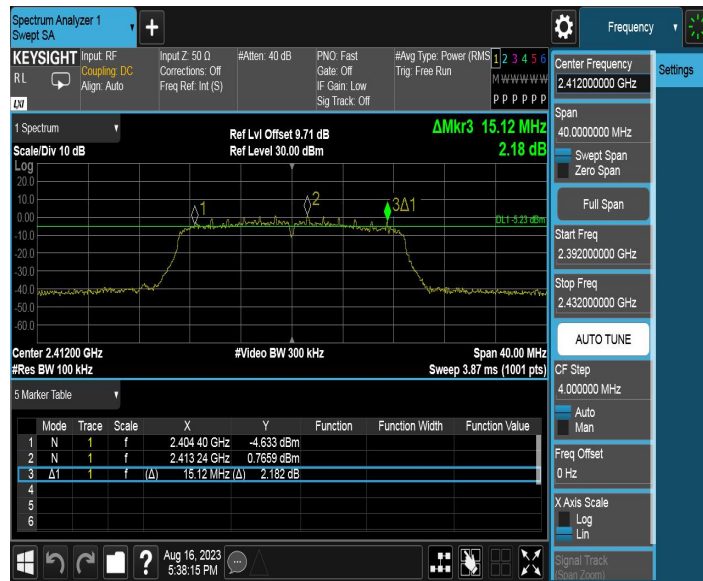 Spectrum Analyzer 1
Swept SA
Frequency
KEYSIGHT
RL
LXI
Input: RF
Coupling: DC
Align: Auto
Input Z: 50 Ω
Corrections: Off
Freq Ref: Int (S)
#Atten: 40 dB
PNO: Fast
Gate: Off
IF Gain: Low
Sig Track: Off
#Avg Type: Power (RMS
Trig: Free Run
1 2 3 4 5 6
M W W W W W
P P P P P P
1 Spectrum
Scale/Div 10 dB
Ref Lvl Offset 9.71 dB
Ref Level 30.00 dBm
ΔMkr3 15.12 MHz
2.18 dB
Log
20.0
10.0
0.00
-10.0
-20.0
-30.0
-40.0
-50.0
-60.0
1
2
3Δ1
DL1 -5.23 dBm
Center 2.41200 GHz
#Res BW 100 kHz
#Video BW 300 kHz
Span 40.00 MHz
Sweep 3.87 ms (1001 pts)
5 Marker Table
Mode Trace Scale X Y Function Function Width Function Value
1 N 1 f 2.404 40 GHz -4.633 dBm
2 N 1 f 2.413 24 GHz 0.7659 dBm
3 Δ1 1 f (Δ) 15.12 MHz (Δ) 2.182 dB
4
5
6
Aug 16, 2023
5:38:15 PM
Center Frequency
2.412000000 GHz
Span
40.0000000 MHz
Swept Span
Zero Span
Full Span
Start Freq
2.392000000 GHz
Stop Freq
2.432000000 GHz
AUTO TUNE
CF Step
4.000000 MHz
Auto
Man
Freq Offset
0 Hz
X Axis Scale
Log
Lin
Signal Track
(Span Zoom)
Settings